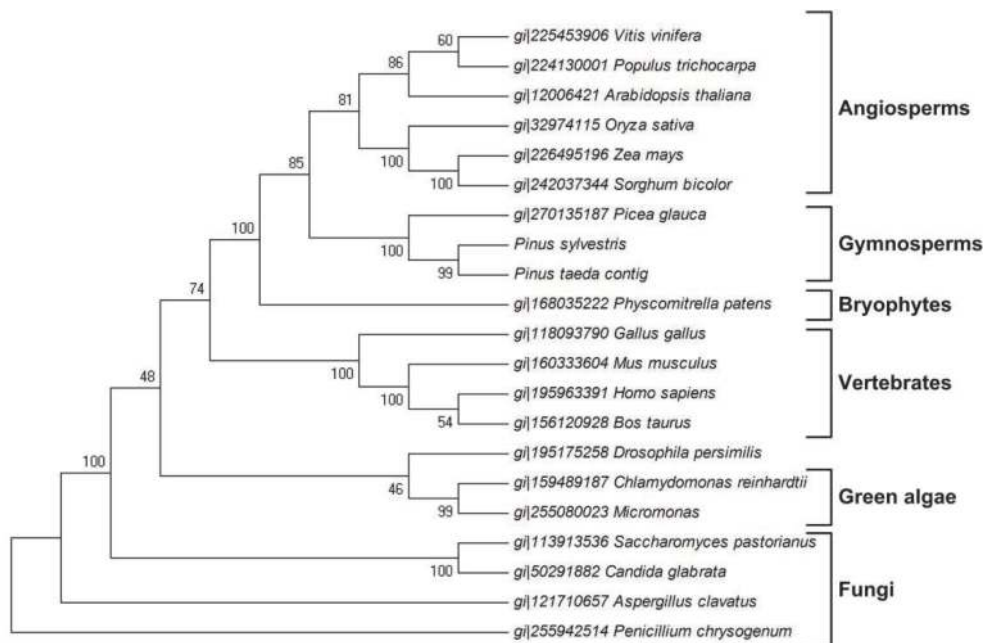 60
gi|225453906 Vitis vinifera
86
gi|224130001 Populus trichocarpa
gi|12006421 Arabidopsis thaliana
Angiosperms
81
gi|32974115 Oryza sativa
100
gi|226495196 Zea mays
85
100
gi|242037344 Sorghum bicolor
gi|270135187 Picea glauca
100
100
Pinus sylvestris
Gymnosperms
99
Pinus taeda contig
74
gi|168035222 Physcomitrella patens
Bryophytes
gi|118093790 Gallus gallus
100
gi|160333604 Mus musculus
48
100
gi|195963391 Homo sapiens
Vertebrates
54
gi|156120928 Bos taurus
gi|195175258 Drosophila persimilis
100
46
gi|159489187 Chlamydomonas reinhardtii
Green algae
99
gi|255080023 Micromonas
gi|113913536 Saccharomyces pastorianus
100
gi|50291882 Candida glabrata
Fungi
gi|121710657 Aspergillus clavatus
gi|255942514 Penicillium chrysogenum